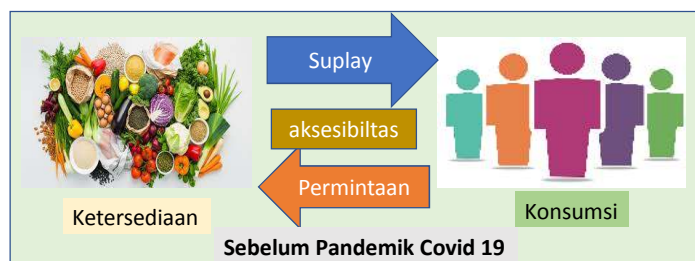 Suplay
aksesibiltas
Permintaan
Ketersediaan
Konsumsi
Sebelum Pandemik Covid 19